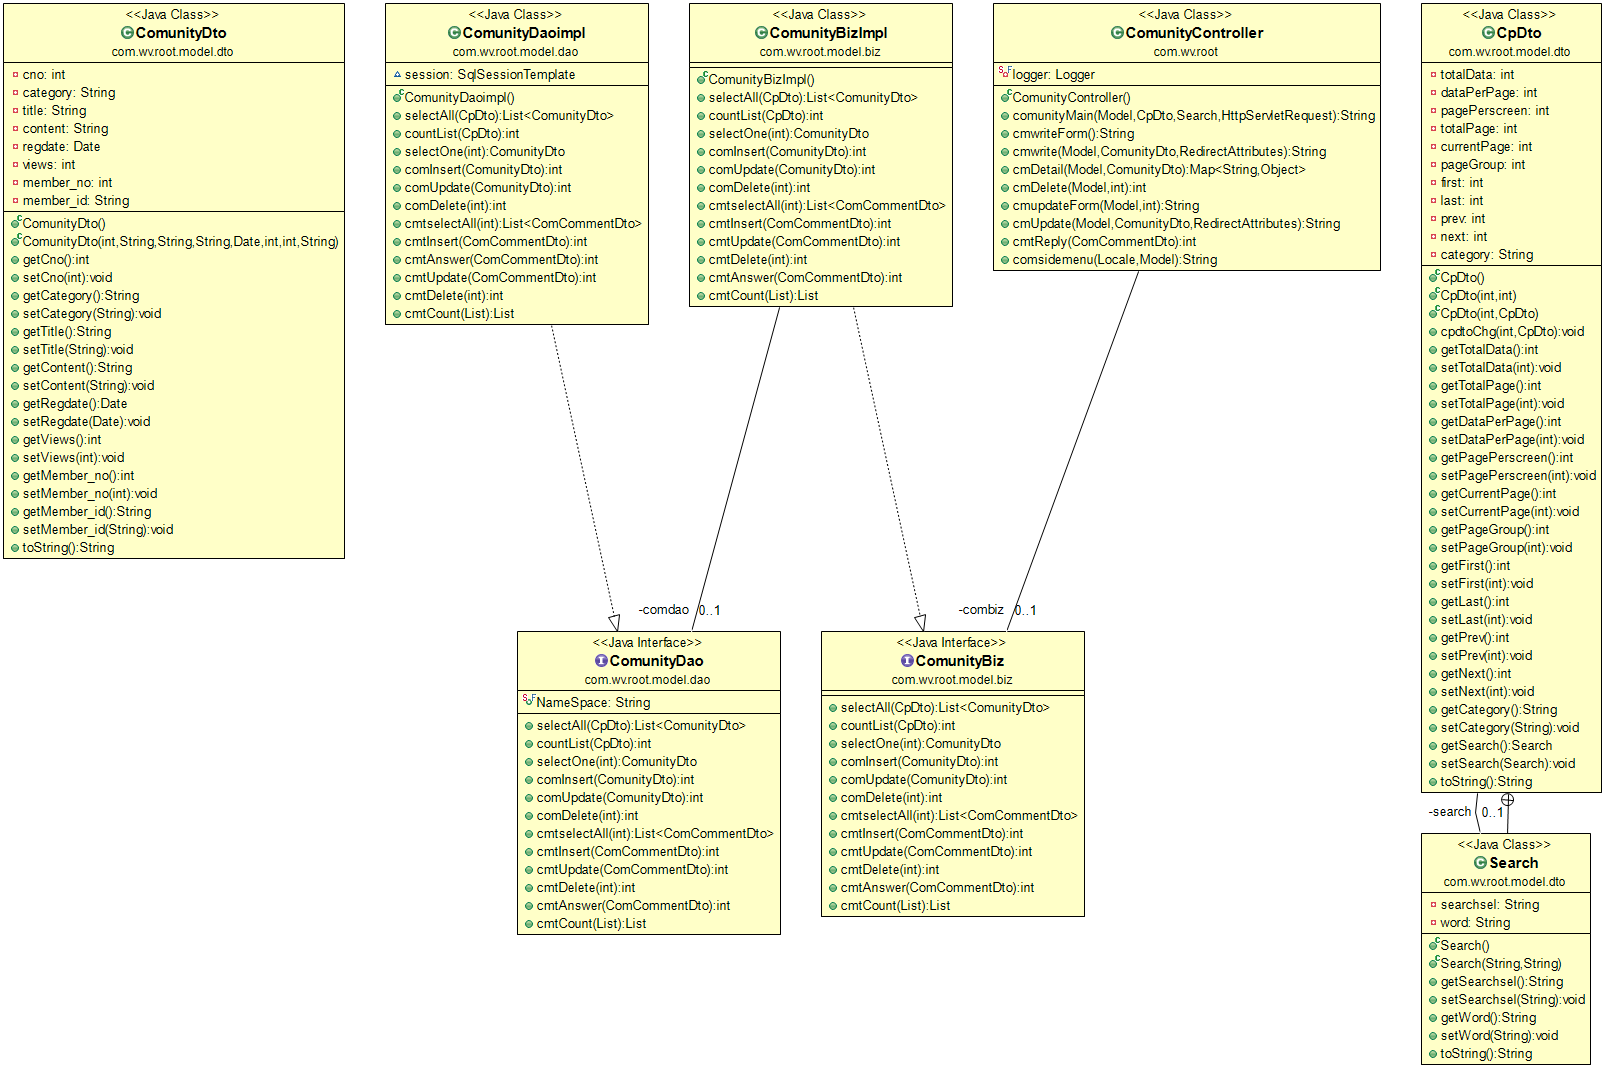 <<Java Class>>
ComunityDto
com.wv.root.model.dto
cno: int
category: String
title: String
content: String
regdate: Date
views: int
member_no: int
member_id: String
ComunityDto()
ComunityDto(int,String,String,String,Date,int,int,String)
getCno():int
setCno(int):void
getCategory():String
setCategory(String):void
getTitle():String
setTitle(String):void
getContent():String
setContent(String):void
getRegdate():Date
setRegdate(Date):void
getViews():int
setViews(int):void
getMember_no():int
setMember_no(int):void
getMember_id():String
setMember_id(String):void
toString():String
<<Java Class>>
ComunityDaoimpl
com.wv.root.model.dao
session: SqlSessionTemplate
ComunityDaoimpl()
selectAll(CpDto):List<ComunityDto>
countList(CpDto):int
selectOne(int):ComunityDto
comInsert(ComunityDto):int
comUpdate(ComunityDto):int
comDelete(int):int
cmtselectAll(int):List<ComCommentDto>
cmtInsert(ComCommentDto):int
cmtAnswer(ComCommentDto):int
cmtUpdate(ComCommentDto):int
cmtDelete(int):int
cmtCount(List):List
<<Java Class>>
ComunityBizImpl
com.wv.root.model.biz
ComunityBizImpl()
selectAll(CpDto):List<ComunityDto>
countList(CpDto):int
selectOne(int):ComunityDto
comInsert(ComunityDto):int
comUpdate(ComunityDto):int
comDelete(int):int
cmtselectAll(int):List<ComCommentDto>
cmtInsert(ComCommentDto):int
cmtUpdate(ComCommentDto):int
cmtDelete(int):int
cmtAnswer(ComCommentDto):int
cmtCount(List):List
<<Java Class>>
ComunityController
com.wv.root
logger: Logger
ComunityController()
comunityMain(Model,CpDto,Search,HttpServletRequest):String
cmwriteForm():String
cmwrite(Model,ComunityDto,RedirectAttributes):String
cmDetail(Model,ComunityDto):Map<String,Object>
cmDelete(Model,int):int
cmupdateForm(Model,int):String
cmUpdate(Model,ComunityDto,RedirectAttributes):String
cmtReply(ComCommentDto):int
comsidemenu(Locale,Model):String
<<Java Class>>
CpDto
com.wv.root.model.dto
totalData: int
dataPerPage: int
pagePerscreen: int
totalPage: int
currentPage: int
pageGroup: int
first: int
last: int
prev: int
next: int
category: String
CpDto()
CpDto(int,int)
CpDto(int,CpDto)
cpdtoChg(int,CpDto):void
getTotalData():int
setTotalData(int):void
getTotalPage():int
setTotalPage(int):void
getDataPerPage():int
setDataPerPage(int):void
getPagePerscreen():int
setPagePerscreen(int):void
getCurrentPage():int
setCurrentPage(int):void
getPageGroup():int
setPageGroup(int):void
getFirst():int
setFirst(int):void
getLast():int
setLast(int):void
getPrev():int
setPrev(int):void
getNext():int
setNext(int):void
getCategory():String
setCategory(String):void
getSearch():Search
setSearch(Search):void
toString():String
-comdao 0..1
-combiz 0..1
-search 0..1
<<Java Interface>>
ComunityDao
com.wv.root.model.dao
NameSpace: String
selectAll(CpDto):List<ComunityDto>
countList(CpDto):int
selectOne(int):ComunityDto
comInsert(ComunityDto):int
comUpdate(ComunityDto):int
comDelete(int):int
cmtselectAll(int):List<ComCommentDto>
cmtInsert(ComCommentDto):int
cmtUpdate(ComCommentDto):int
cmtDelete(int):int
cmtAnswer(ComCommentDto):int
cmtCount(List):List
<<Java Interface>>
ComunityBiz
com.wv.root.model.biz
selectAll(CpDto):List<ComunityDto>
countList(CpDto):int
selectOne(int):ComunityDto
comInsert(ComunityDto):int
comUpdate(ComunityDto):int
comDelete(int):int
cmtselectAll(int):List<ComCommentDto>
cmtInsert(ComCommentDto):int
cmtUpdate(ComCommentDto):int
cmtDelete(int):int
cmtAnswer(ComCommentDto):int
cmtCount(List):List
<<Java Class>>
Search
com.wv.root.model.dto
searchsel: String
word: String
Search()
Search(String,String)
getSearchsel():String
setSearchsel(String):void
getWord():String
setWord(String):void
toString():String